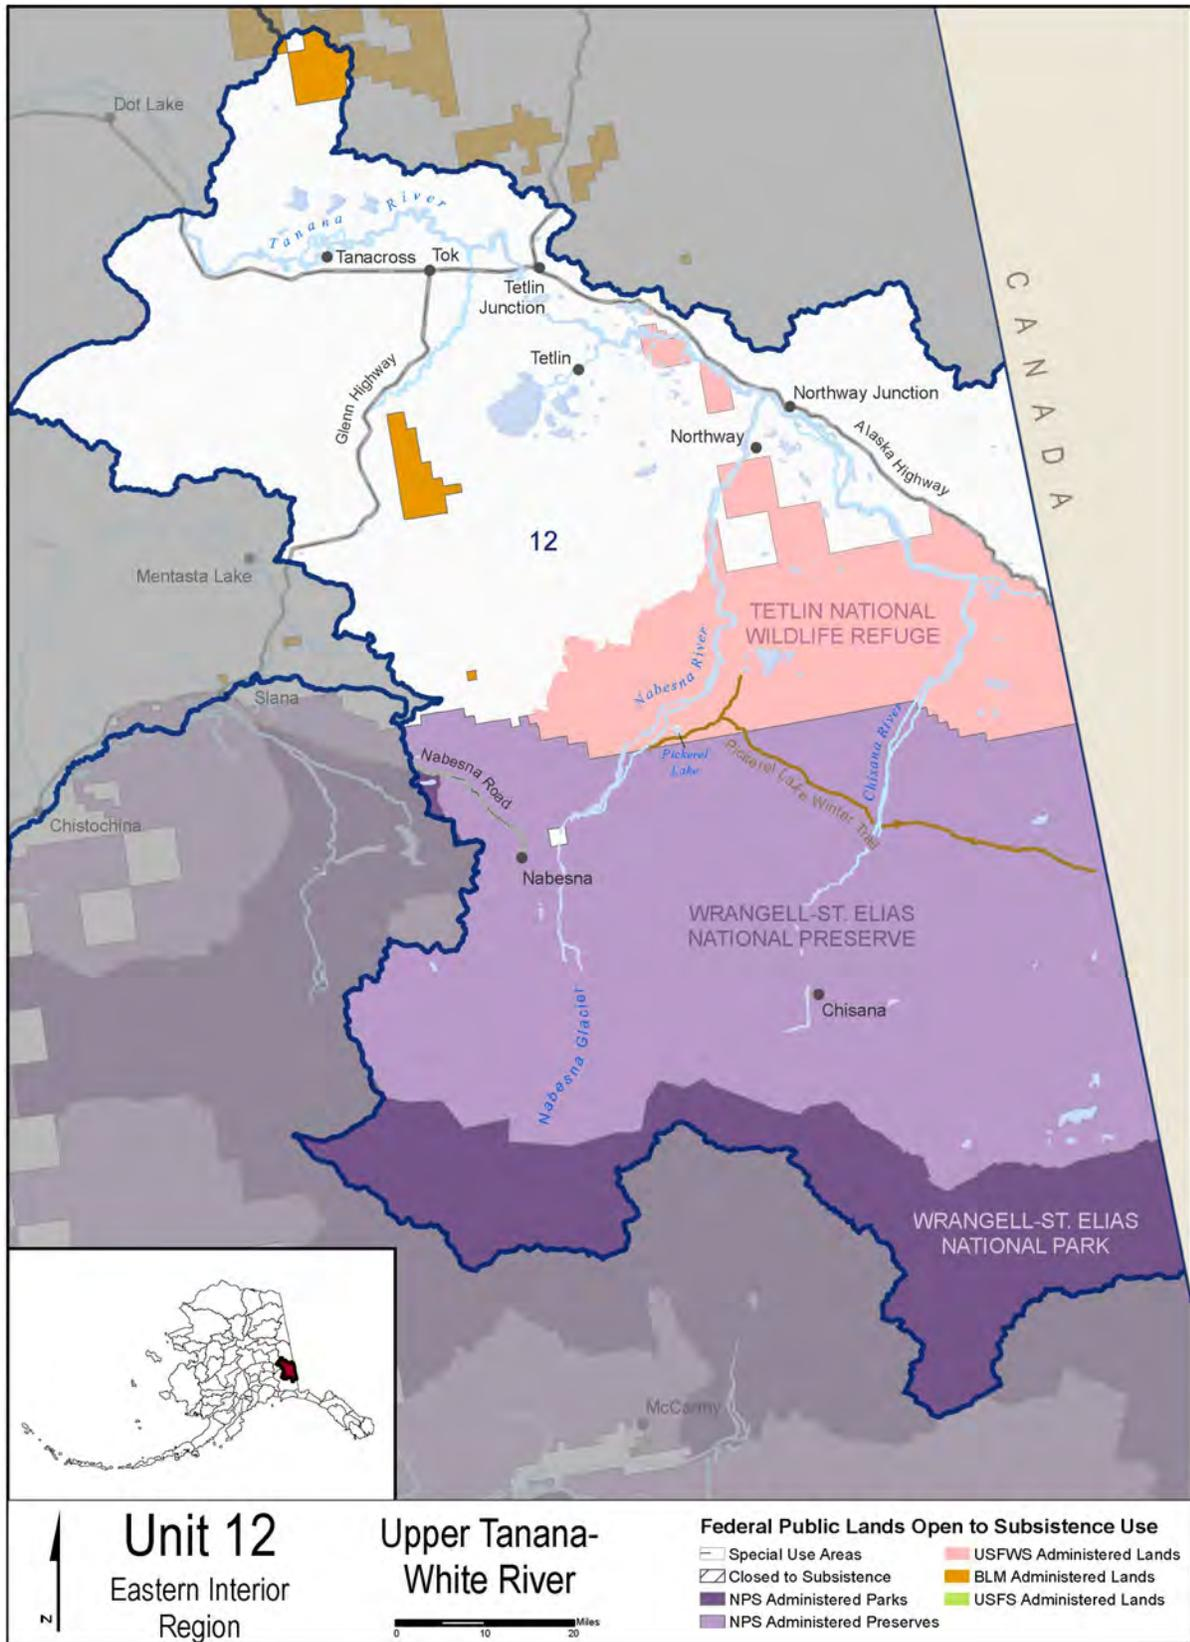 Dot Lake
Tanana River
Tanacross
Tok
Tetlin
Junction
CANADA
Tetlin
Glenn Highway
Northway Junction
Northway
Alaska Highway
12
Mentasta Lake
TETLIN NATIONAL
WILDLIFE REFUGE
Nabesna River
Slana
Chisana River
Pickerel
Lake
Pickerel Lake Winter Trail
Nabesna Road
Chistochina
Nabesna
WRANGELL-ST. ELIAS
NATIONAL PRESERVE
Chisana
Nabesna Glacier
WRANGELL-ST. ELIAS
NATIONAL PARK
McCarthy
N
Unit 12
Eastern Interior
Region
Upper Tanana-
White River
Miles
0 10 20
Federal Public Lands Open to Subsistence Use
Special Use Areas
Closed to Subsistence
NPS Administered Parks
NPS Administered Preserves
USFWS Administered Lands
BLM Administered Lands
USFS Administered Lands